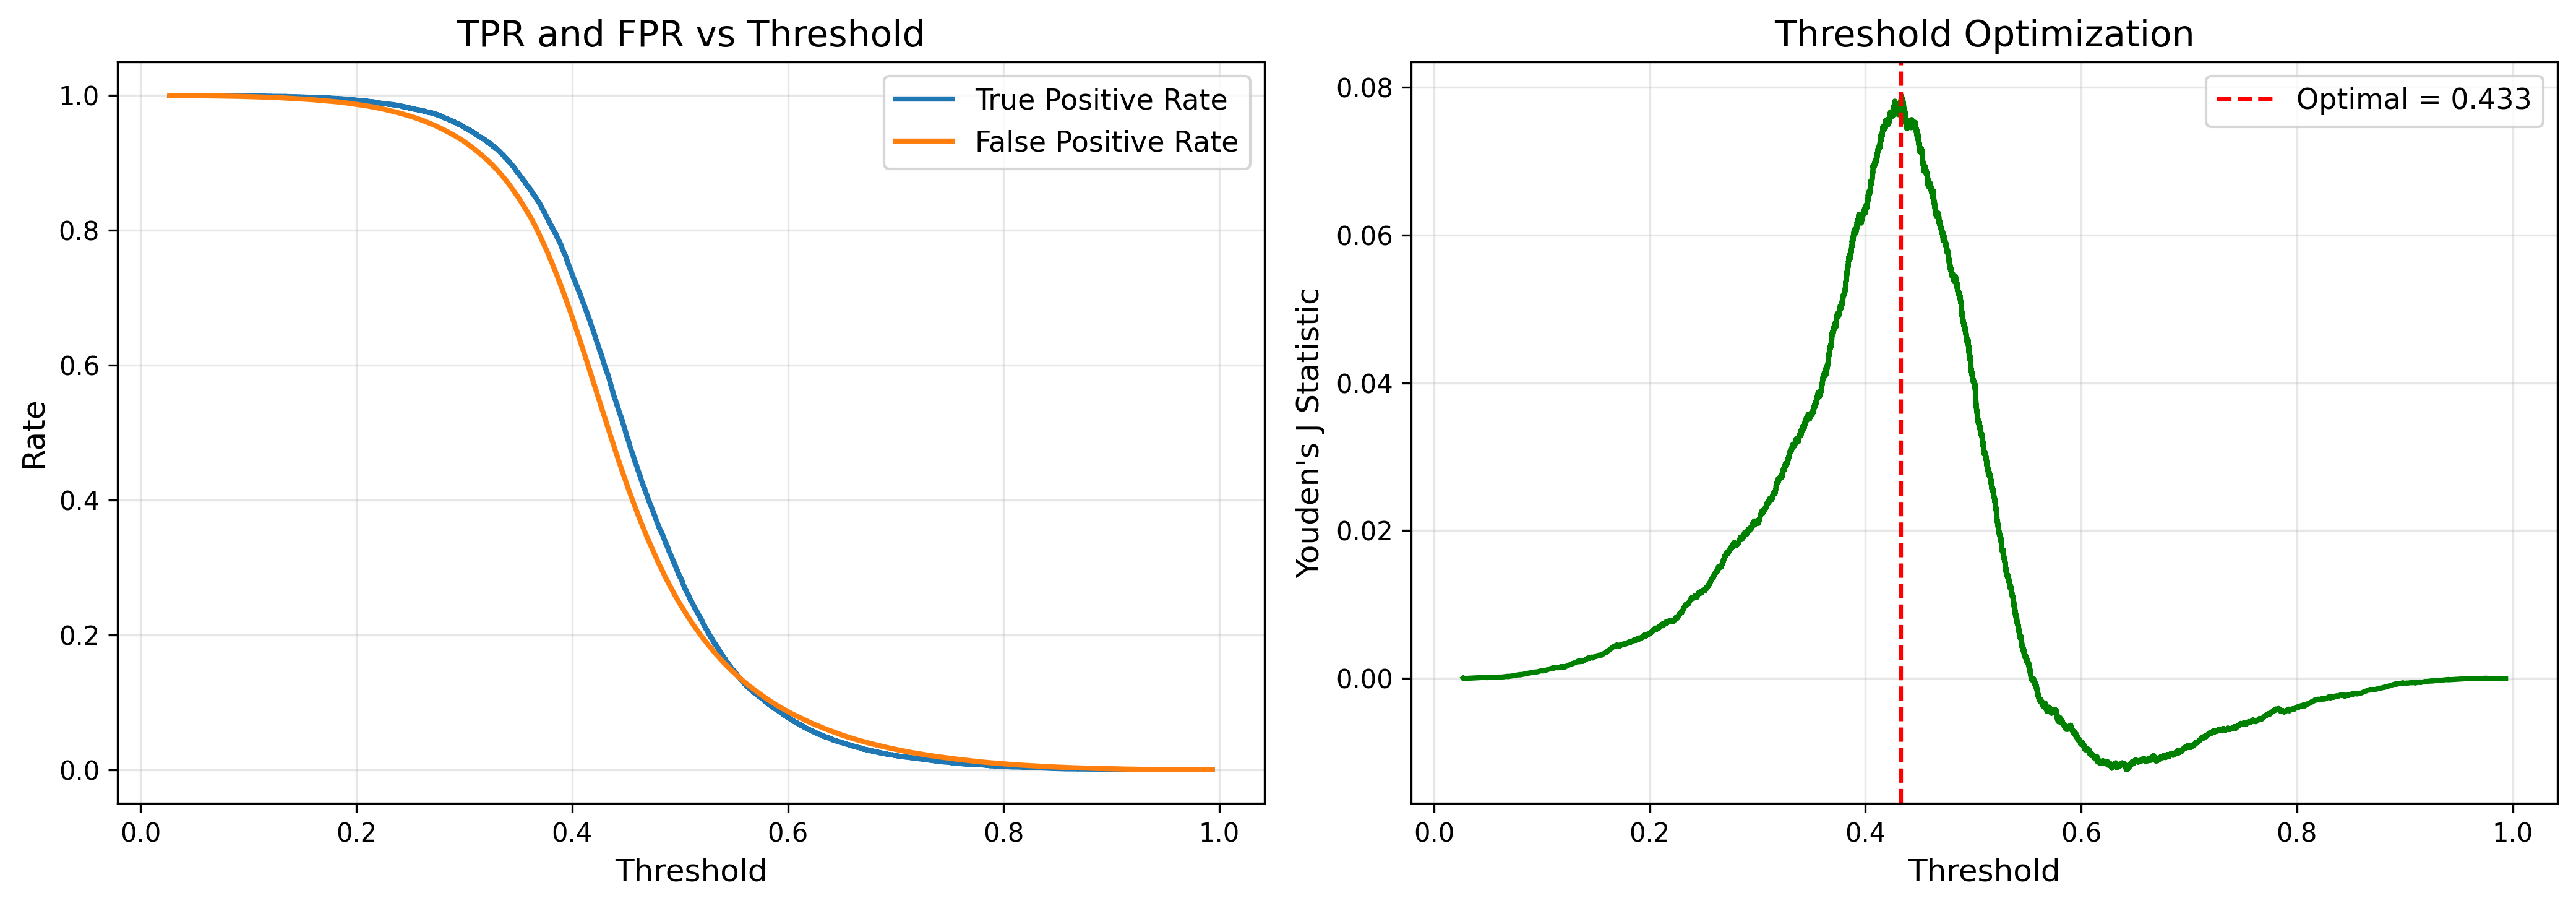 TPR and FPR vs Threshold
True Positive Rate
False Positive Rate
Rate
1.0
0.8
0.6
0.4
0.2
0.0
0.0 0.2 0.4 0.6 0.8 1.0
Threshold
Threshold Optimization
Optimal = 0.433
Youden's J Statistic
0.08
0.06
0.04
0.02
0.00
0.0 0.2 0.4 0.6 0.8 1.0
Threshold